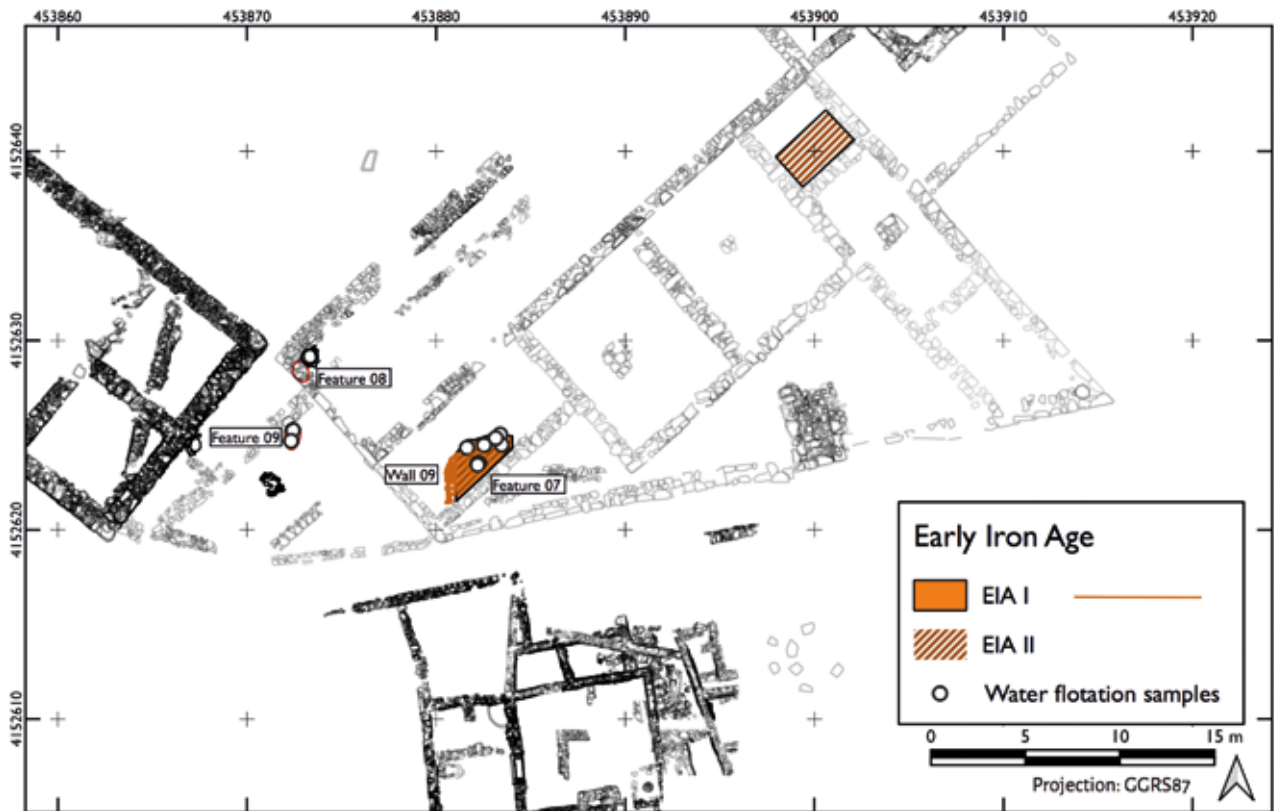 453860 453870 453880 453890 453900 453910 453920
4152640
4152630
4152620
4152610
Feature 08
Feature 09
Wall 09
Feature 07
Early Iron Age
EIA I
EIA II
Water flotation samples
0 5 10 15 m
Projection: GGRS87